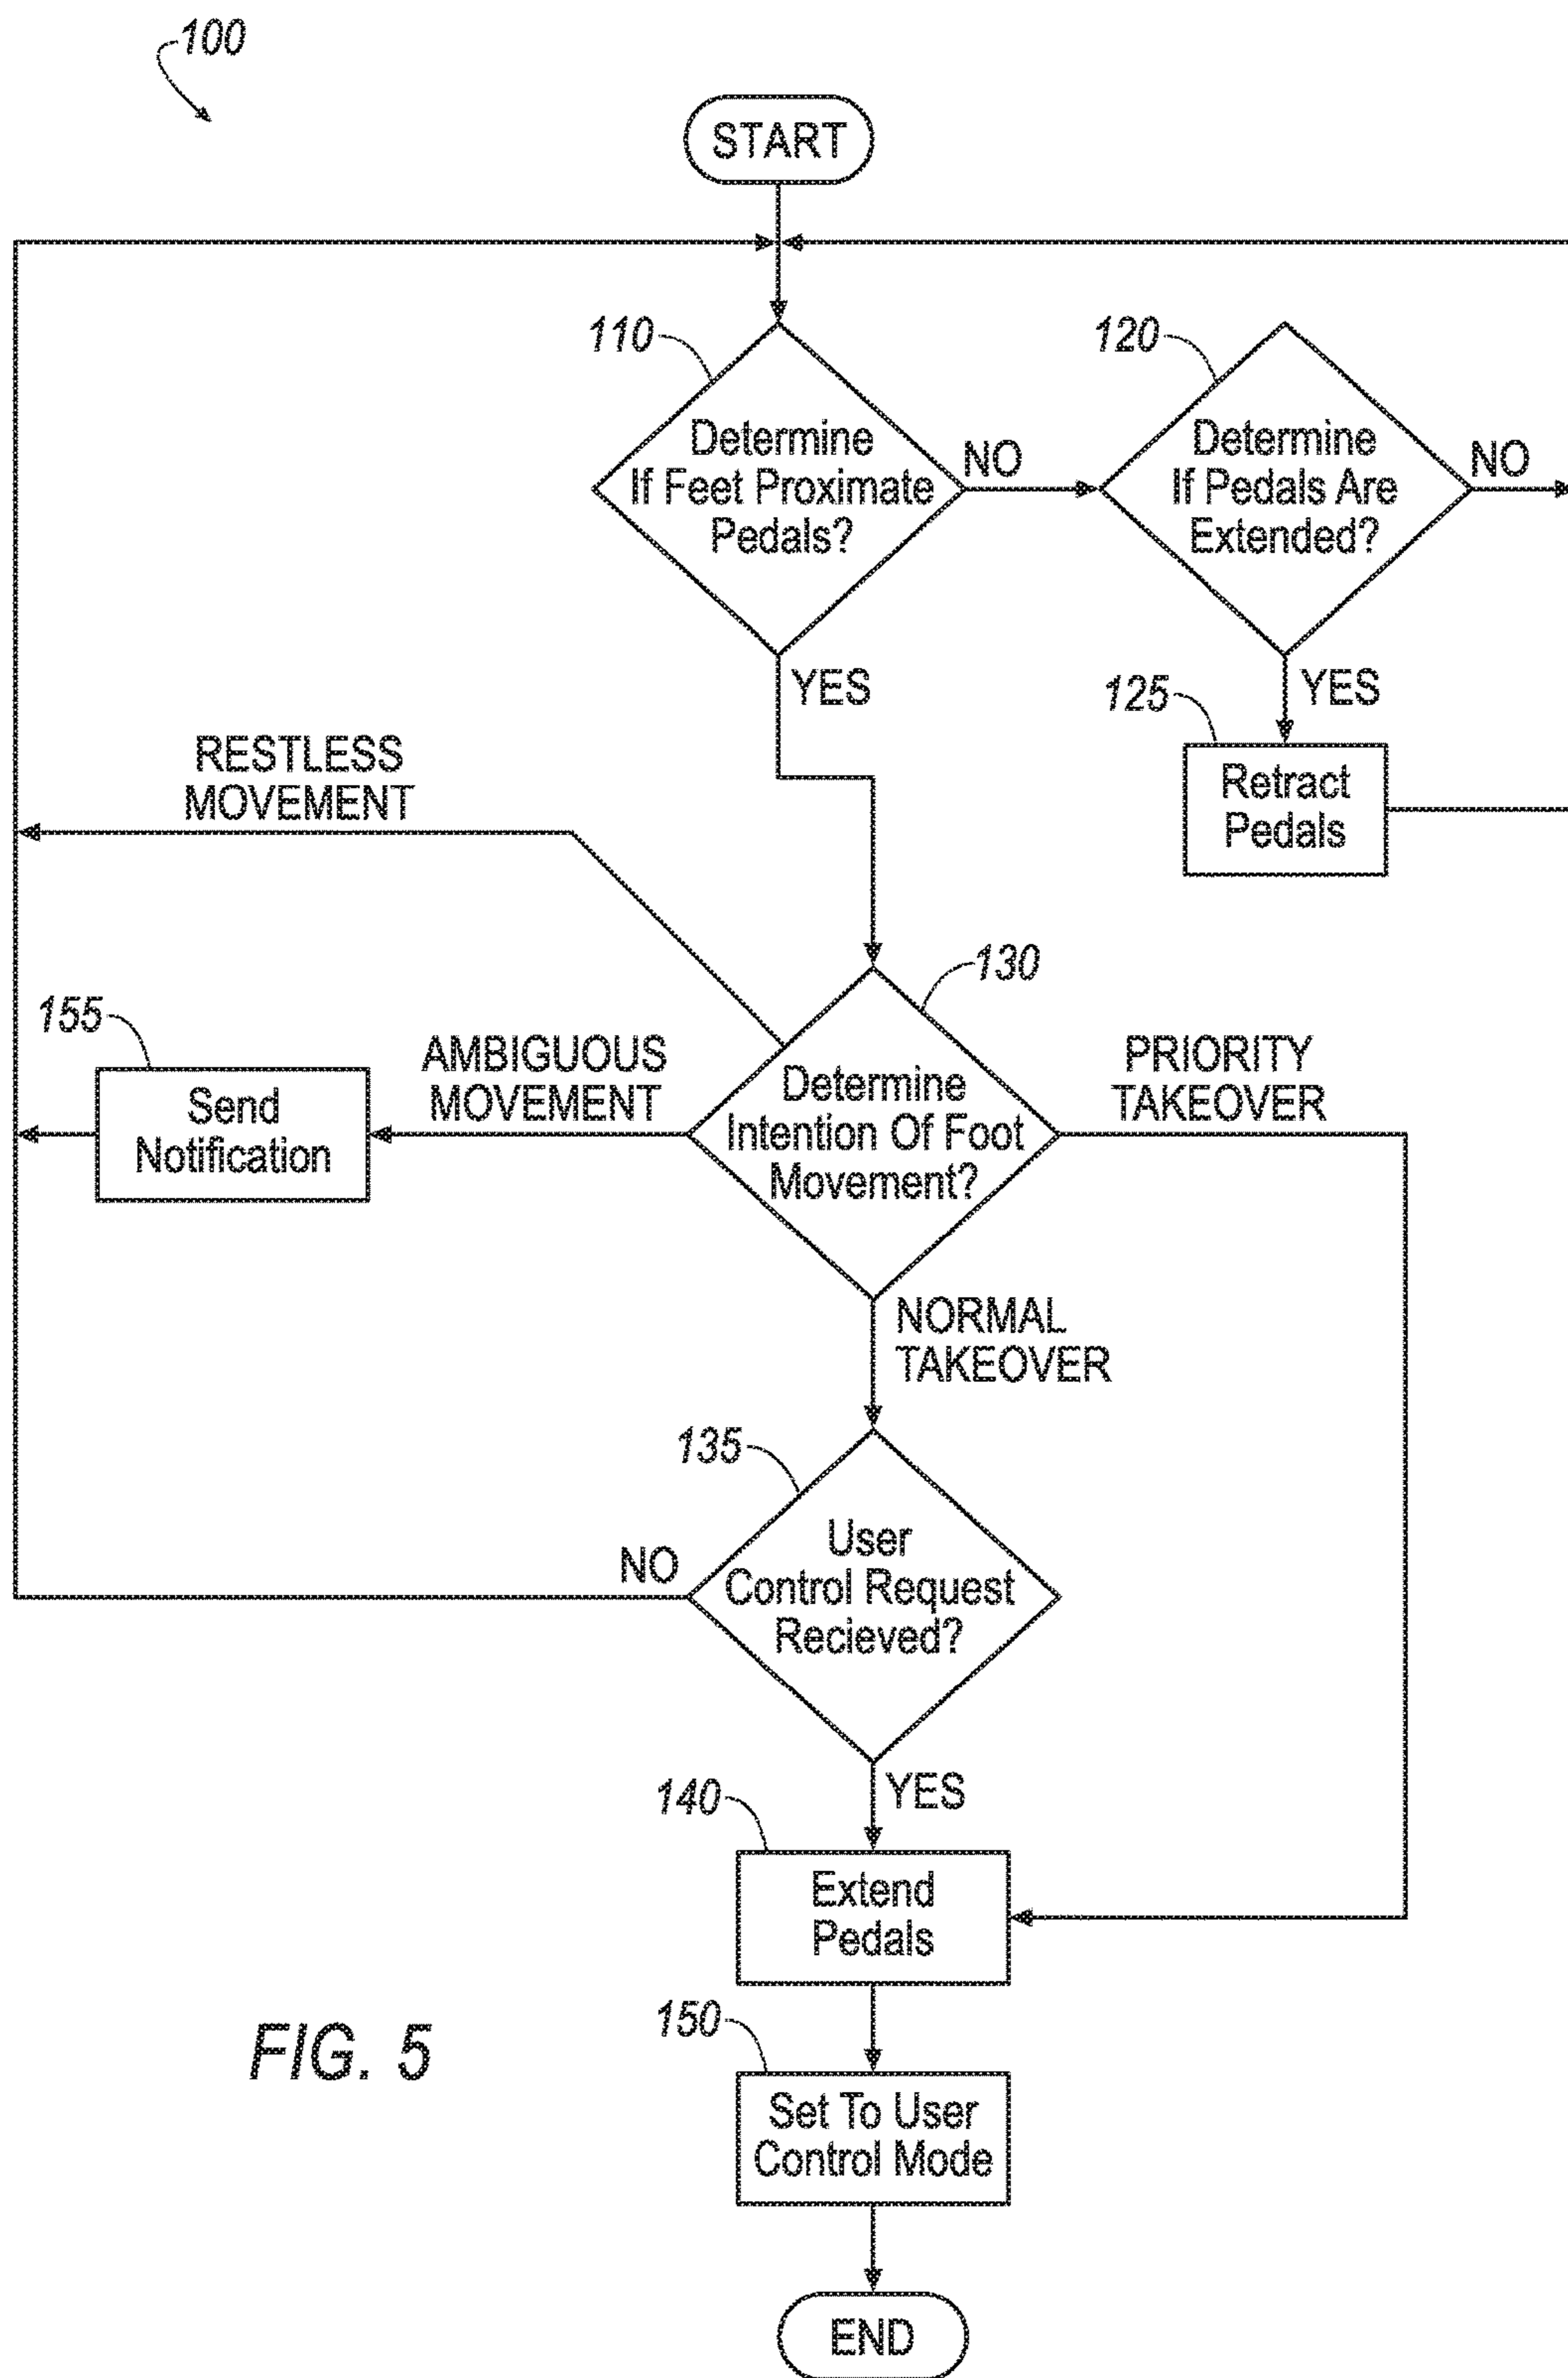 100
START
110
Determine
If Feet Proximate
Pedals?
NO
120
Determine
If Pedals Are
Extended?
NO
YES
125
YES
Retract
Pedals
RESTLESS
MOVEMENT
130
Determine
Intention Of Foot
Movement?
155
Send
Notification
AMBIGUOUS
MOVEMENT
PRIORITY
TAKEOVER
NORMAL
TAKEOVER
135
User
Control Request
Recieved?
NO
YES
140
Extend
Pedals
150
Set To User
Control Mode
END
FIG. 5